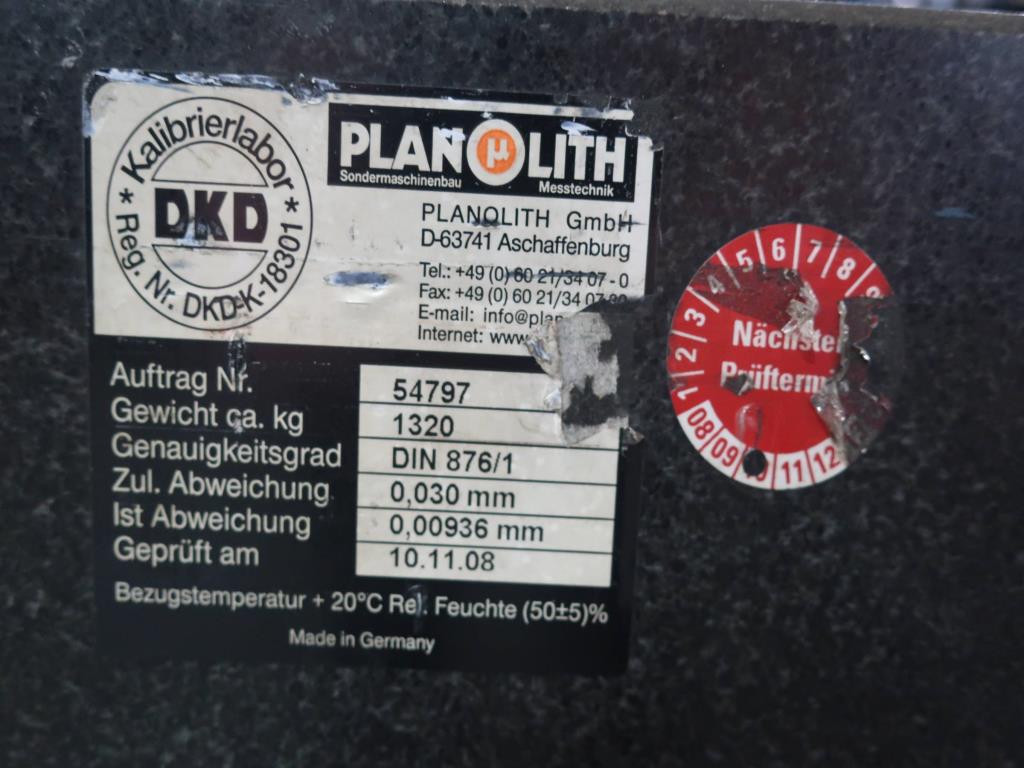 Kalibrierlabor
DKD
* Reg. Nr. DKD-K-18301 *
PLANµLITH
Sondermaschinenbau Messtechnik
PLANOLITH GmbH
D-63741 Aschaffenburg
Tel.: +49 (0) 60 21/34 07 - 0
Fax: +49 (0) 60 21/34 07
E-mail: info@plan
Internet: www.
Auftrag Nr. 54797
Gewicht ca. kg 1320
Genauigkeitsgrad DIN 876/1
Zul. Abweichung 0,030 mm
Ist Abweichung 0,00936 mm
Geprüft am 10.11.08
Bezugstemperatur + 20°C Rel. Feuchte (50±5)%
Made in Germany
1 2 3 4 5 6 7 8
Nächster
Prüfterm
08 09 11 12